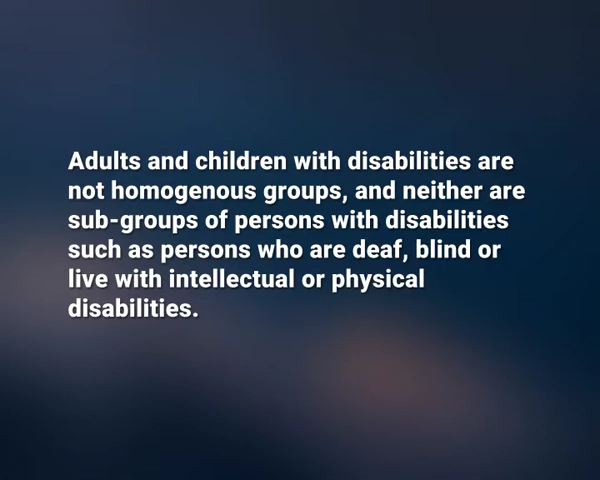 Adults and children with disabilities are
not homogenous groups, and neither are
sub-groups of persons with disabilities
such as persons who are deaf, blind or
live with intellectual or physical
disabilities.